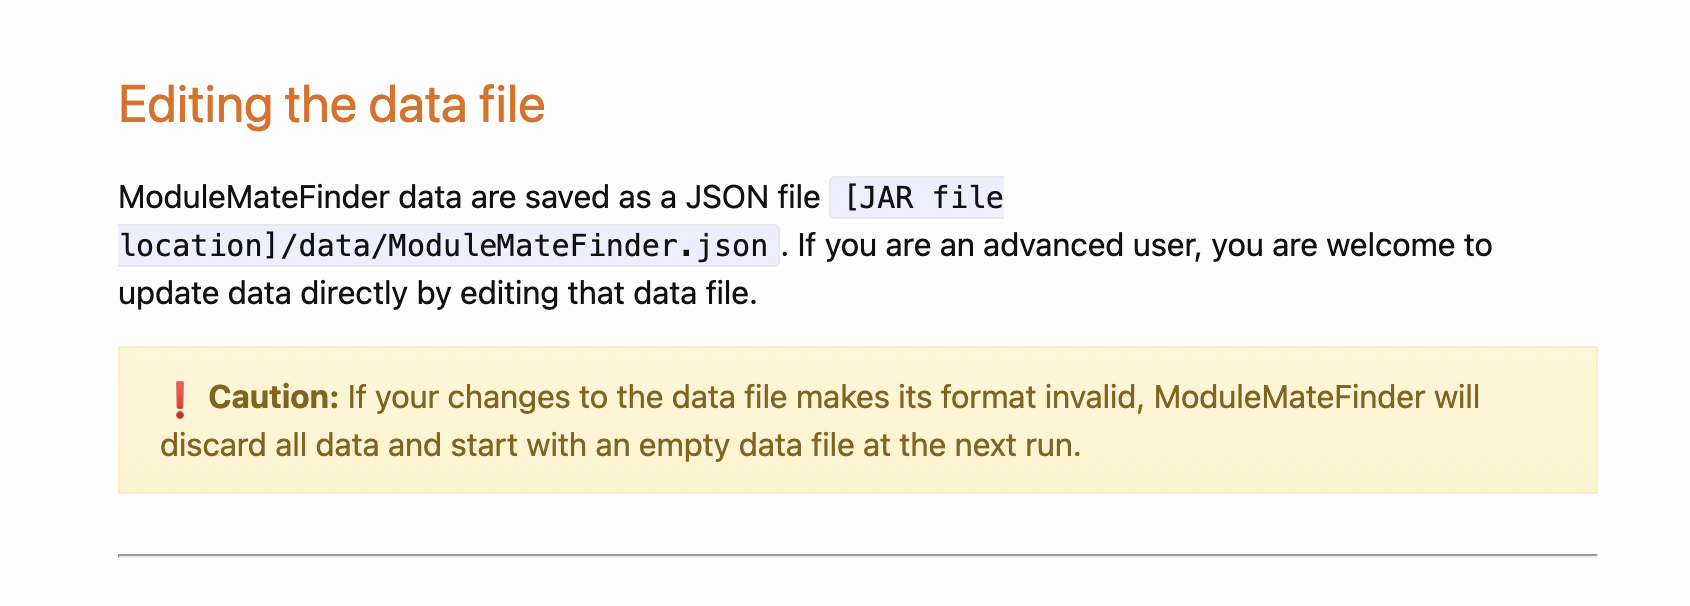 Editing the data file
ModuleMateFinder data are saved as a JSON file [JAR file
location]/data/ModuleMateFinder.json. If you are an advanced user, you are welcome to
update data directly by editing that data file.
❗ Caution: If your changes to the data file makes its format invalid, ModuleMateFinder will
discard all data and start with an empty data file at the next run.